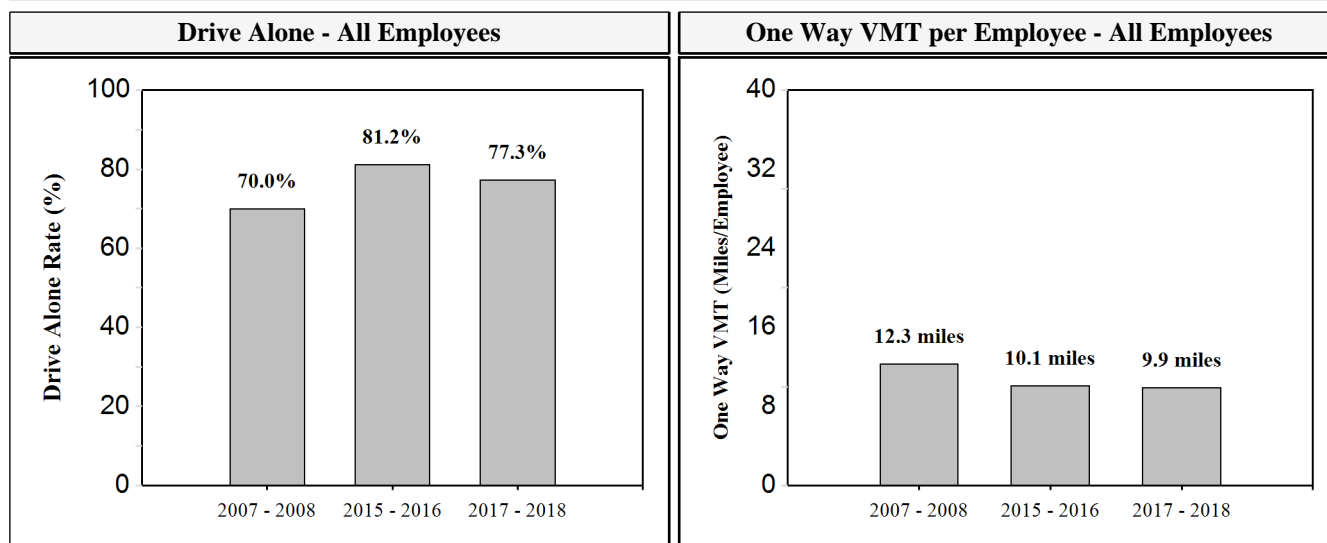 Drive Alone - All Employees
One Way VMT per Employee - All Employees
Drive Alone Rate (%)
100
80
60
40
20
0
70.0%
81.2%
77.3%
2007 - 2008
2015 - 2016
2017 - 2018
One Way VMT (Miles/Employee)
40
32
24
16
8
0
12.3 miles
10.1 miles
9.9 miles
2007 - 2008
2015 - 2016
2017 - 2018